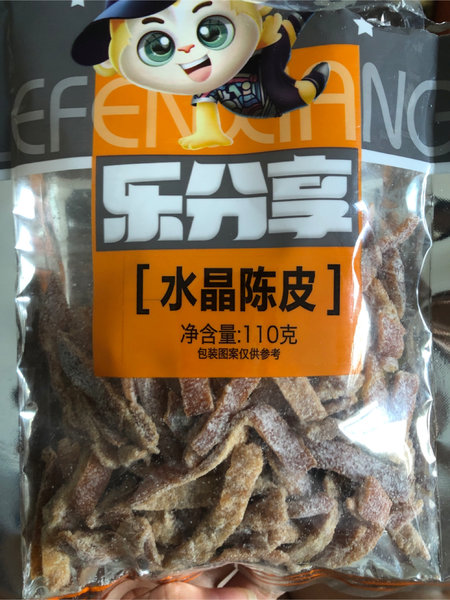 EFENXIANG
乐分享
[水晶陈皮]
净含量:110克
包装图案仅供参考